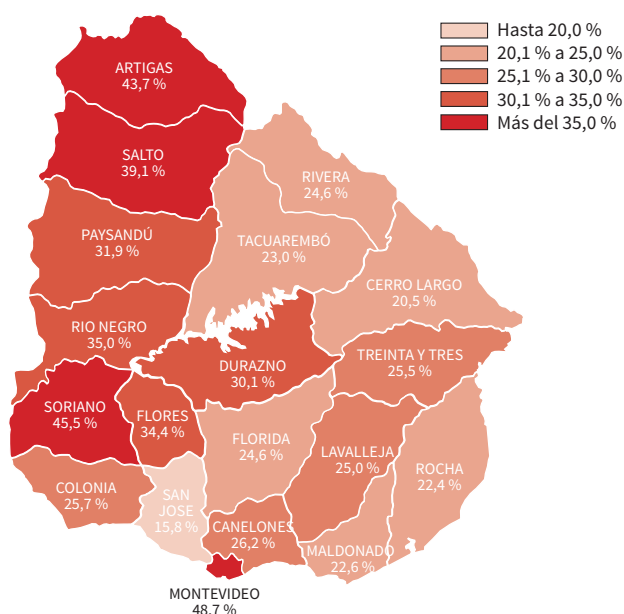 Hasta 20,0 %
20,1 % a 25,0 %
25,1 % a 30,0 %
30,1 % a 35,0 %
Más del 35,0 %
ARTIGAS
43,7 %
SALTO
39,1 %
RIVERA
24,6 %
PAYSANDÚ
31,9 %
TACUAREMBÓ
23,0 %
CERRO LARGO
20,5 %
RIO NEGRO
35,0 %
DURAZNO
30,1 %
TREINTA Y TRES
25,5 %
SORIANO
45,5 %
FLORES
34,4 %
FLORIDA
24,6 %
LAVALLEJA
25,0 %
ROCHA
22,4 %
COLONIA
25,7 %
SAN
JOSE
15,8 %
CANELONES
26,2 %
MALDONADO
22,6 %
MONTEVIDEO
48,7 %